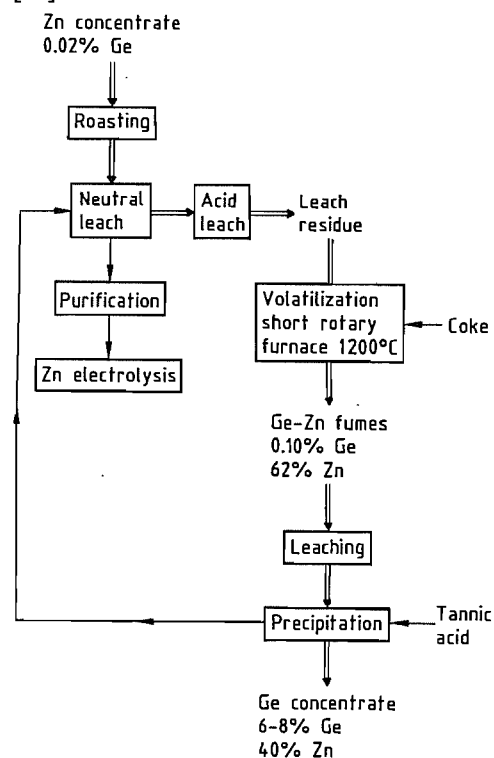 Zn concentrate
0.02% Ge
Roasting
Neutral
leach
Acid
leach
Leach
residue
Purification
Zn electrolysis
Volatilization
short rotary
furnace 1200°C
Coke
Ge-Zn fumes
0.10% Ge
62% Zn
Leaching
Precipitation
Tannic
acid
Ge concentrate
6-8% Ge
40% Zn